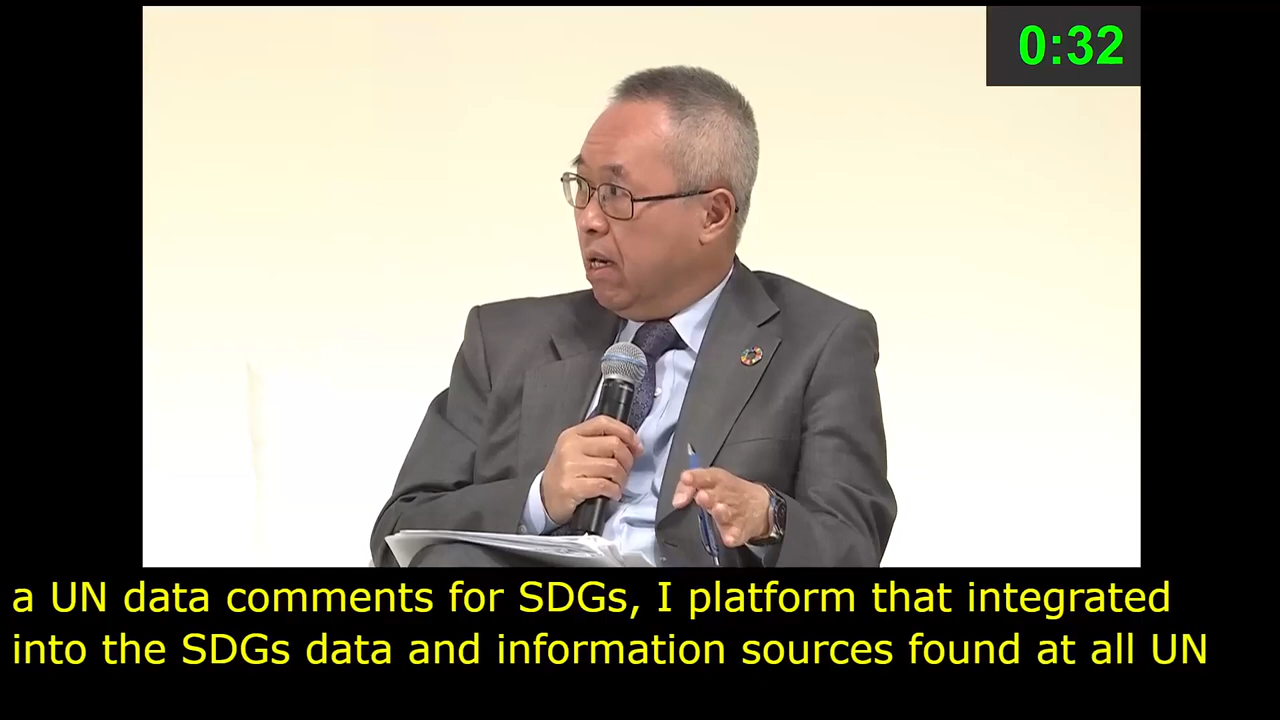 0:32
a UN data comments for SDGs, I platform that integrated
into the SDGs data and information sources found at all UN